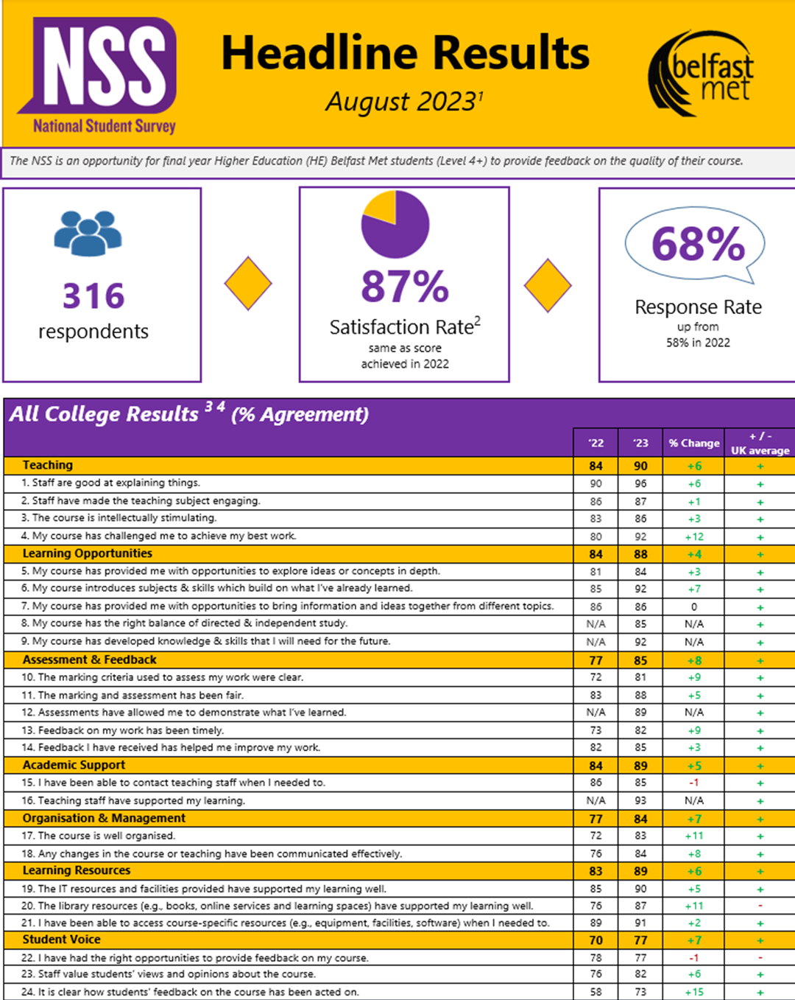 NSS
National Student Survey
Headline Results
August 2023¹
belfast
met
The NSS is an opportunity for final year Higher Education (HE) Belfast Met students (Level 4+) to provide feedback on the quality of their course.
316
respondents
87%
Satisfaction Rate²
same as score
achieved in 2022
68%
Response Rate
up from
58% in 2022
All College Results ³ ⁴ (% Agreement)
'22 '23 % Change + / - UK average
Teaching 84 90 +6 +
1. Staff are good at explaining things. 90 96 +6 +
2. Staff have made the teaching subject engaging. 86 87 +1 +
3. The course is intellectually stimulating. 83 86 +3 +
4. My course has challenged me to achieve my best work. 80 92 +12 +
Learning Opportunities 84 88 +4 +
5. My course has provided me with opportunities to explore ideas or concepts in depth. 81 84 +3 +
6. My course introduces subjects & skills which build on what I've already learned. 85 92 +7 +
7. My course has provided me with opportunities to bring information and ideas together from different topics. 86 86 0 +
8. My course has the right balance of directed & independent study. N/A 85 N/A +
9. My course has developed knowledge & skills that I will need for the future. N/A 92 N/A +
Assessment & Feedback 77 85 +8 +
10. The marking criteria used to assess my work were clear. 72 81 +9 +
11. The marking and assessment has been fair. 83 88 +5 +
12. Assessments have allowed me to demonstrate what I've learned. N/A 89 N/A +
13. Feedback on my work has been timely. 73 82 +9 +
14. Feedback I have received has helped me improve my work. 82 85 +3 +
Academic Support 84 89 +5 +
15. I have been able to contact teaching staff when I needed to. 86 85 -1 +
16. Teaching staff have supported my learning. N/A 93 N/A +
Organisation & Management 77 84 +7 +
17. The course is well organised. 72 83 +11 +
18. Any changes in the course or teaching have been communicated effectively. 76 84 +8 +
Learning Resources 83 89 +6 +
19. The IT resources and facilities provided have supported my learning well. 85 90 +5 +
20. The library resources (e.g., books, online services and learning spaces) have supported my learning well. 76 87 +11 -
21. I have been able to access course-specific resources (e.g., equipment, facilities, software) when I needed to. 89 91 +2 +
Student Voice 70 77 +7 +
22. I have had the right opportunities to provide feedback on my course. 78 77 -1 -
23. Staff value students' views and opinions about the course. 76 82 +6 +
24. It is clear how students' feedback on the course has been acted on. 58 73 +15 +